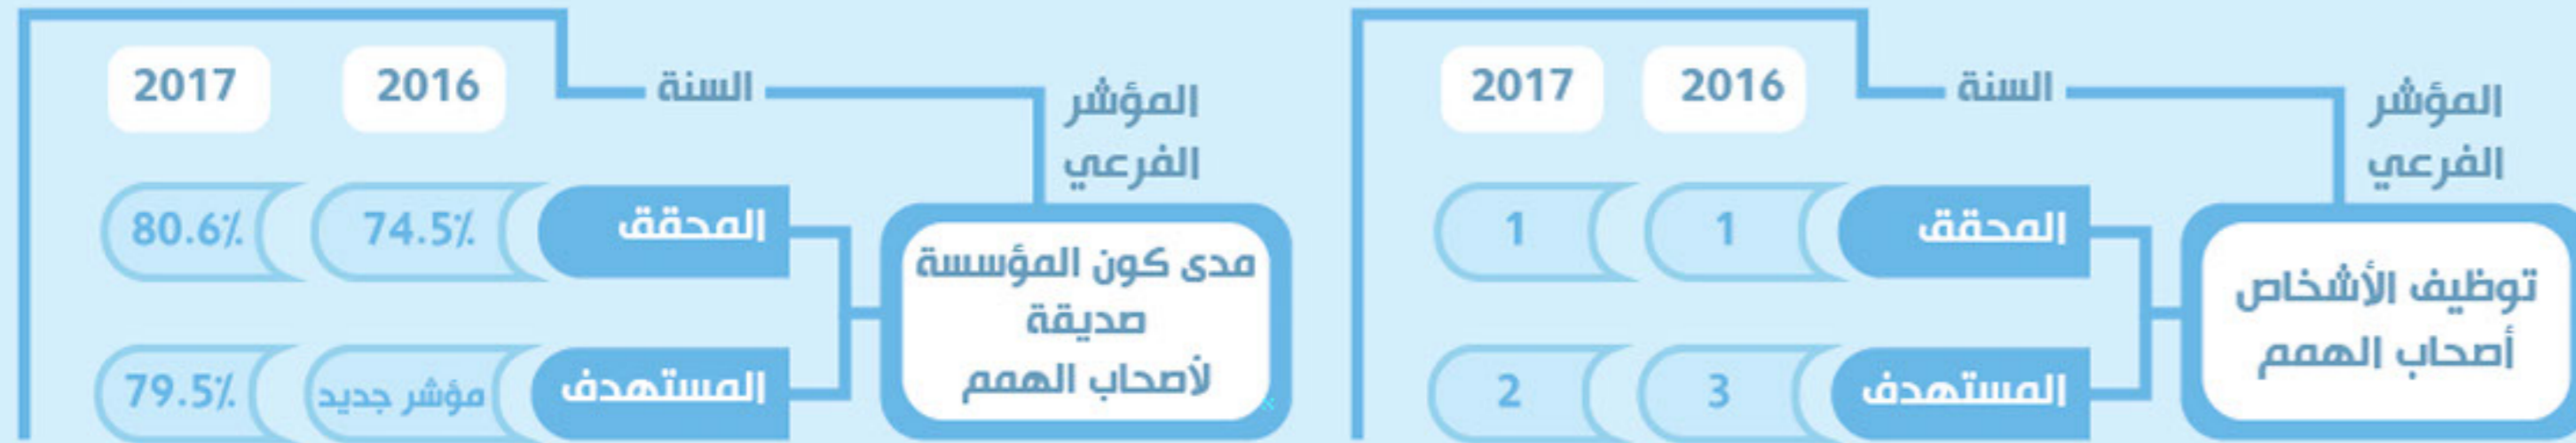 المؤشر
الفرعي
السنة
2016
2017
توظيف الأشخاص
أصحاب الهمم
المحقق
1
1
المستهدف
3
2
المؤشر
الفرعي
السنة
2016
2017
مدى كون المؤسسة
صديقة
لأصحاب الهمم
المحقق
74.5٪
80.6٪
المستهدف
مؤشر جديد
79.5٪